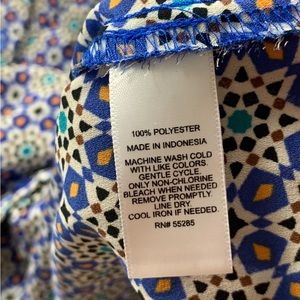 100% POLYESTER
MADE IN INDONESIA
MACHINE WASH COLD
WITH LIKE COLORS.
GENTLE CYCLE.
ONLY NON-CHLORINE
BLEACH WHEN NEEDED.
REMOVE PROMPTLY.
LINE DRY.
COOL IRON IF NEEDED.
RN# 55285